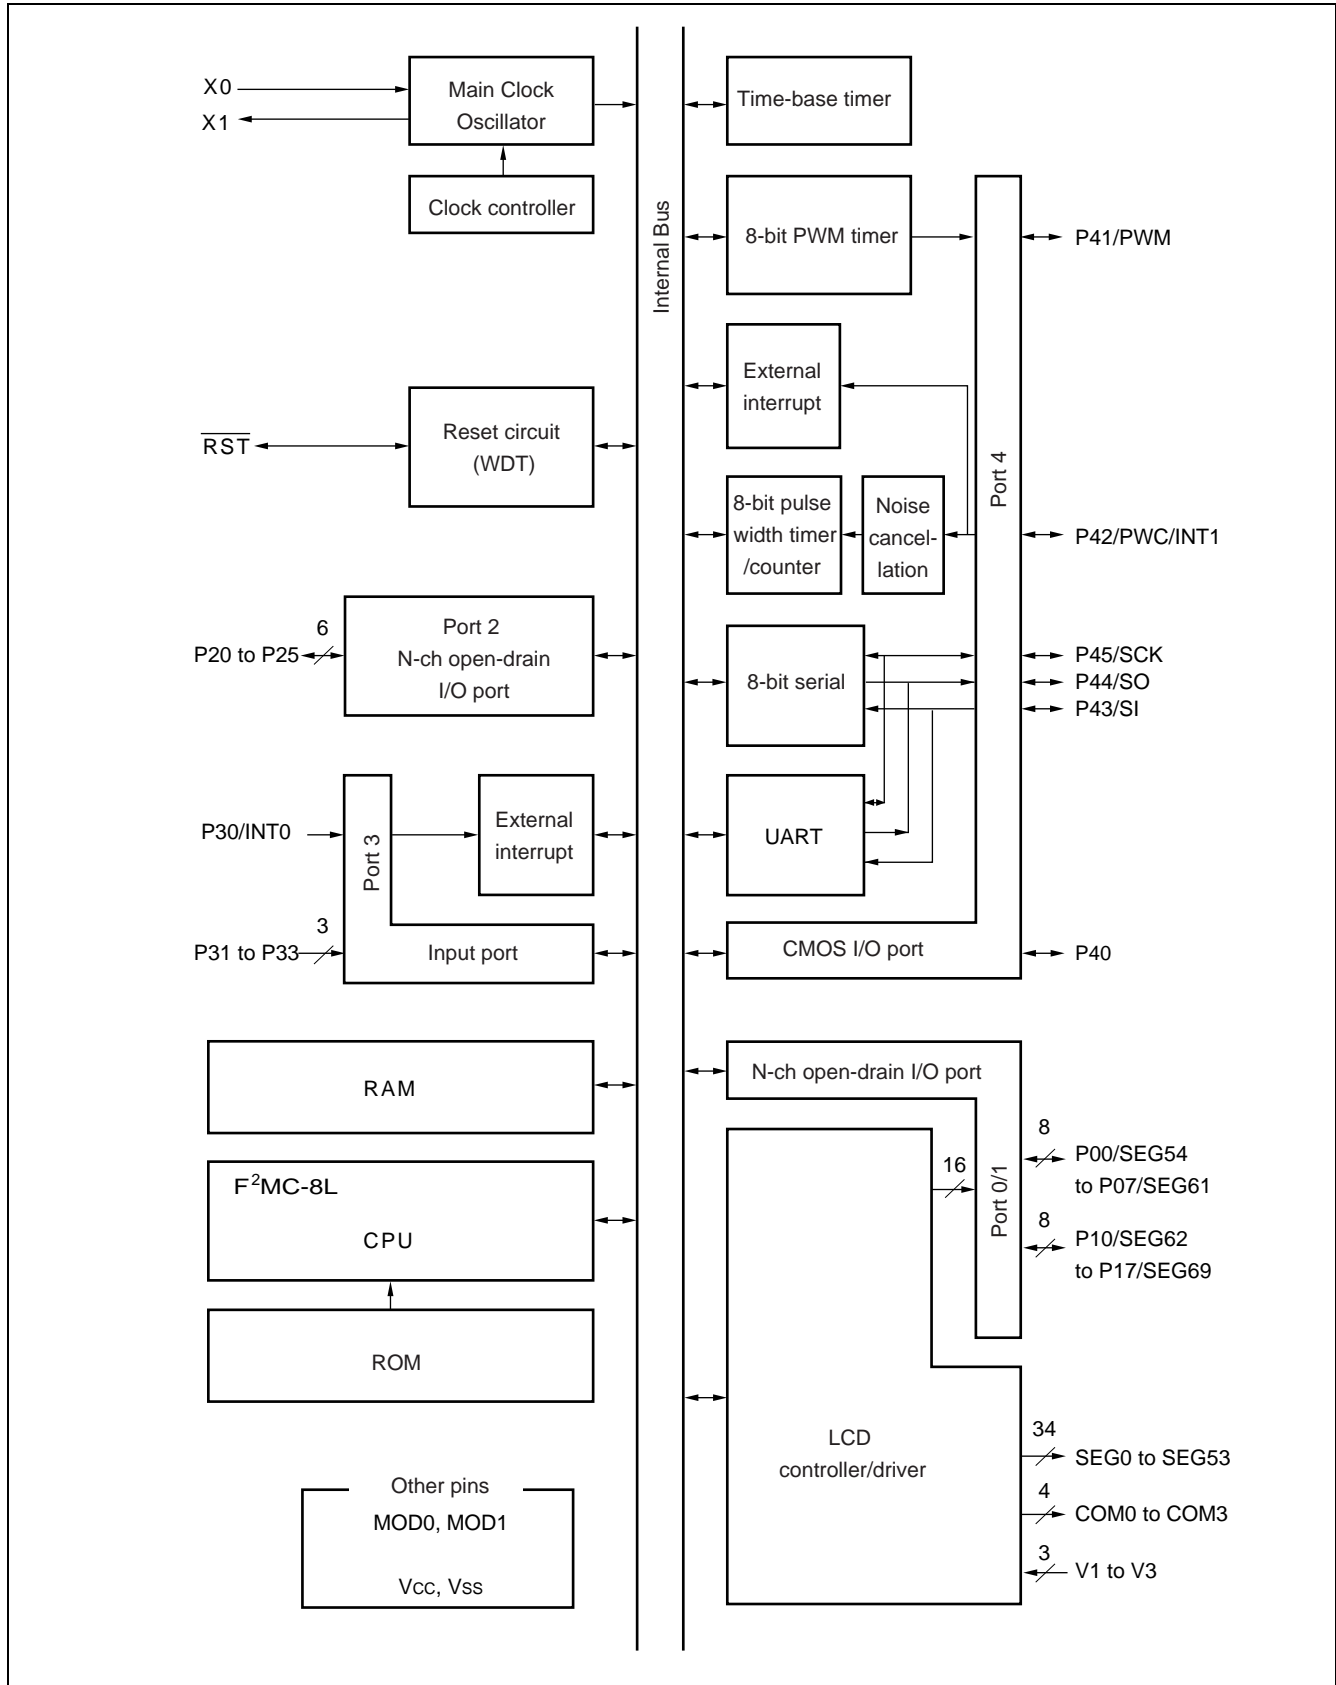 X0
X1
Main Clock
Oscillator
Clock controller
RST
Reset circuit
(WDT)
6
P20 to P25
Port 2
N-ch open-drain
I/O port
P30/INT0
Port 3
External
interrupt
3
P31 to P33
Input port
RAM
F²MC-8L
CPU
ROM
Other pins
MOD0, MOD1
Vcc, Vss
Internal Bus
Time-base timer
8-bit PWM timer
P41/PWM
External
interrupt
Port 4
8-bit pulse
width timer
/counter
Noise
cancel-
lation
P42/PWC/INT1
8-bit serial
P45/SCK
P44/SO
P43/SI
UART
CMOS I/O port
P40
N-ch open-drain I/O port
16
Port 0/1
8
P00/SEG54
to P07/SEG61
8
P10/SEG62
to P17/SEG69
LCD
controller/driver
34
SEG0 to SEG53
4
COM0 to COM3
3
V1 to V3